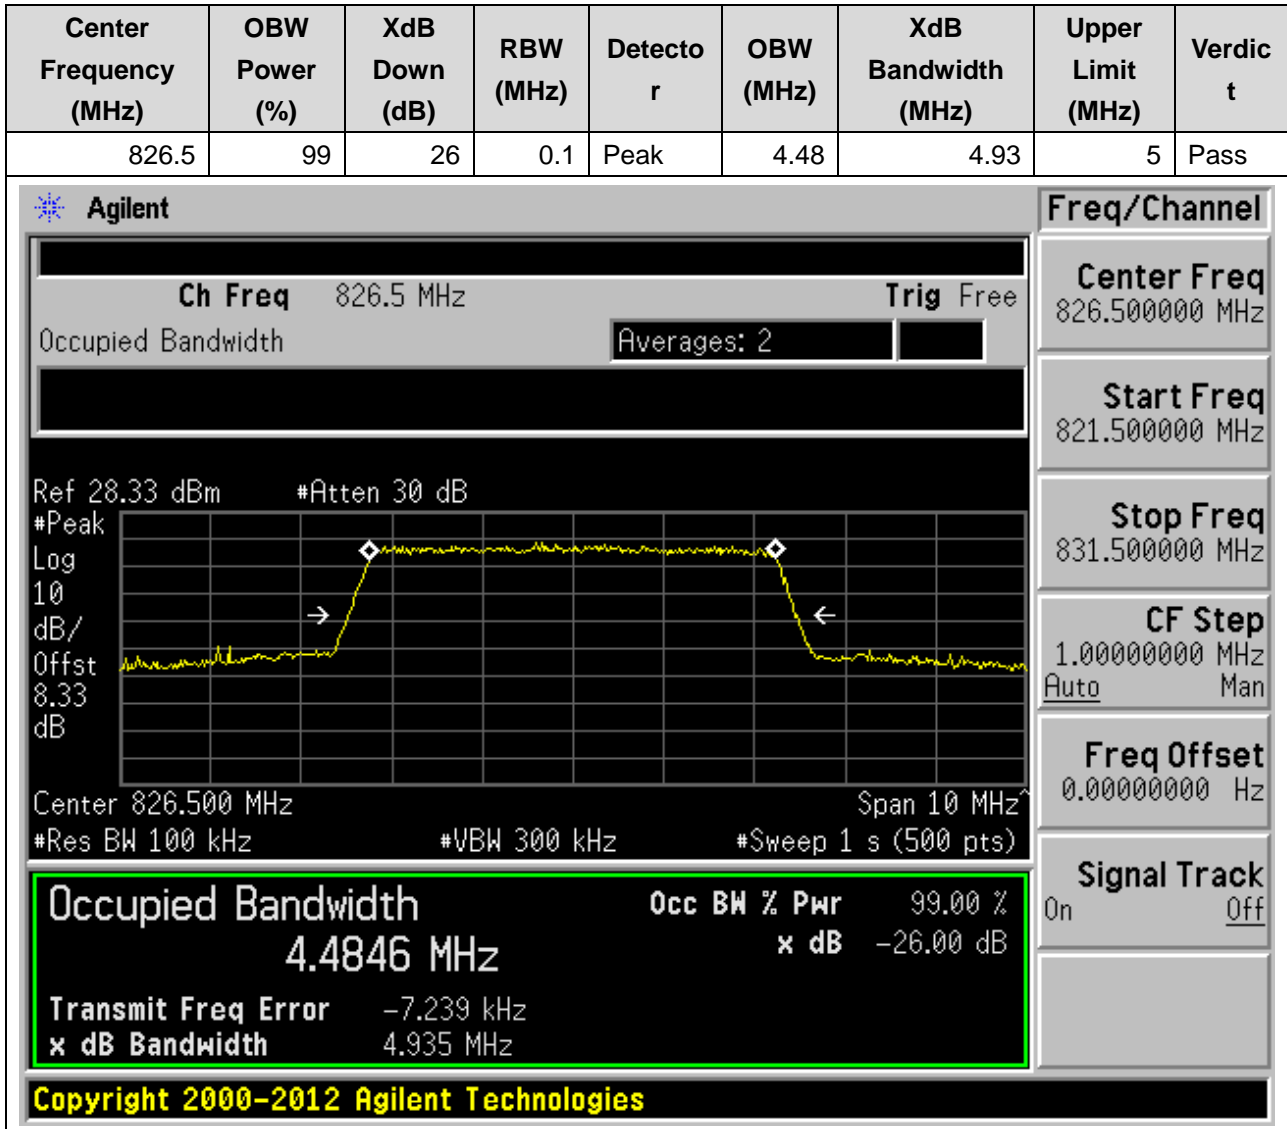 Center Frequency (MHz) OBW Power (%) XdB Down (dB) RBW (MHz) Detecto r OBW (MHz) XdB Bandwidth (MHz) Upper Limit (MHz) Verdic t
826.5 99 26 0.1 Peak 4.48 4.93 5 Pass
Agilent
Freq/Channel
Ch Freq 826.5 MHz Trig Free
Occupied Bandwidth Averages: 2
Ref 28.33 dBm #Atten 30 dB
#Peak
Log
10
dB/
Offst
8.33
dB
Center 826.500 MHz Span 10 MHz^
#Res BW 100 kHz #VBW 300 kHz #Sweep 1 s (500 pts)
Occupied Bandwidth Occ BW % Pwr 99.00 %
4.4846 MHz x dB -26.00 dB
Transmit Freq Error -7.239 kHz
x dB Bandwidth 4.935 MHz
Copyright 2000-2012 Agilent Technologies
Center Freq
826.500000 MHz
Start Freq
821.500000 MHz
Stop Freq
831.500000 MHz
CF Step
1.00000000 MHz
Auto Man
Freq Offset
0.00000000 Hz
Signal Track
On Off